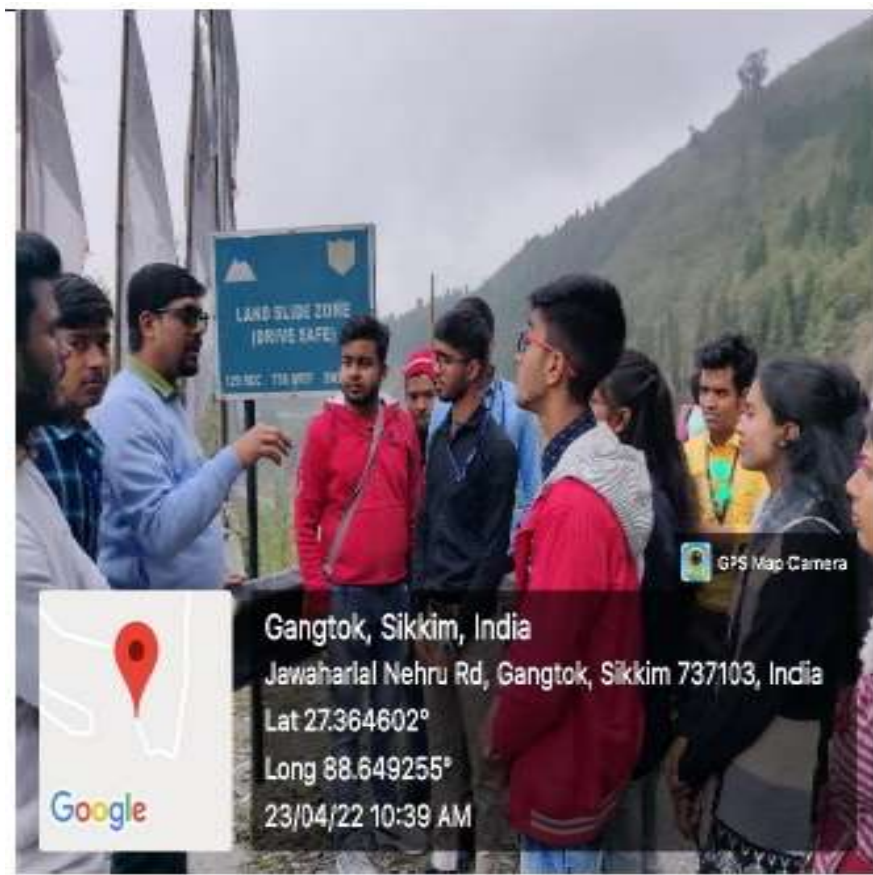 LAND SLIDE ZONE
(DRIVE SAFE)
GPS Map Camera
Gangtok, Sikkim, India
Jawaharlal Nehru Rd, Gangtok, Sikkim 737103, India
Lat 27.364602°
Long 88.649255°
23/04/22 10:39 AM
Google